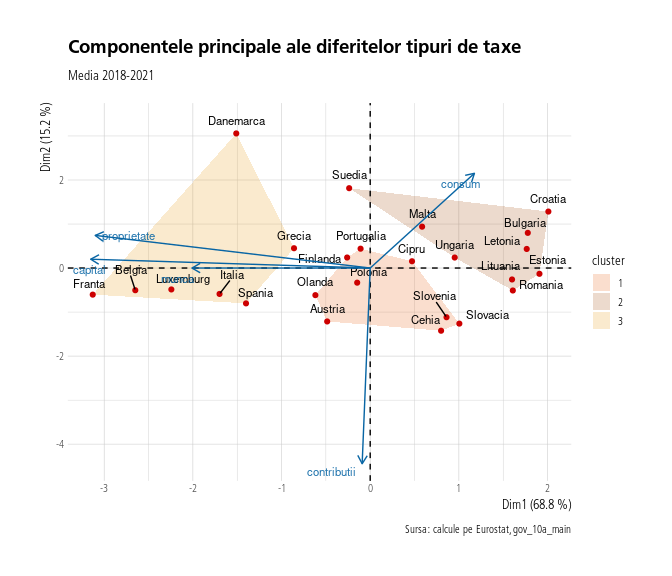 Componentele principale ale diferitelor tipuri de taxe
Media 2018-2021
Dim2 (15.2 %)
Danemarca
Suedia
consum
2
Croatia
Malta
Bulgaria
proprietate
Grecia
Portugalia
Letonia
Cipru
Ungaria
Finlanda
Estonia
cluster
0
capital
Belgia
Polonia
Lituania
1
Franta
Luxemburg
Italia
Olanda
Romania
2
Spania
Slovenia
3
Austria
Cehia
Slovacia
-2
-4
contributii
-3
-2
-1
0
1
2
Dim1 (68.8 %)
Sursa: calcule pe Eurostat, gov_10a_main